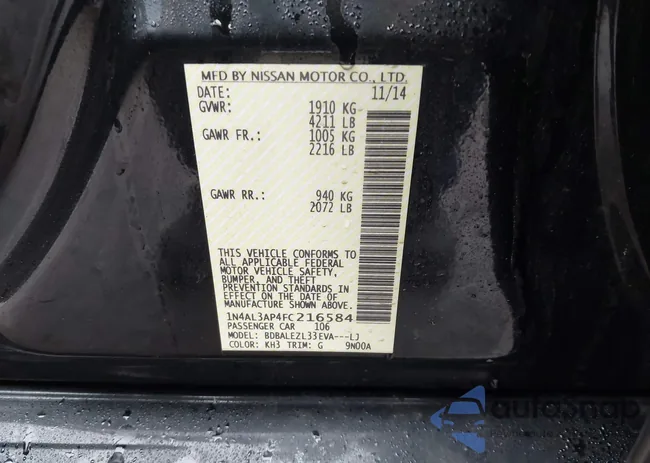 MFD BY NISSAN MOTOR CO., LTD.
DATE: 11/14
GVWR: 1910 KG
4211 LB
GAWR FR.: 1005 KG
2216 LB
GAWR RR.: 940 KG
2072 LB
THIS VEHICLE CONFORMS TO
ALL APPLICABLE FEDERAL
MOTOR VEHICLE SAFETY,
BUMPER, AND THEFT
PREVENTION STANDARDS IN
EFFECT ON THE DATE OF
MANUFACTURE SHOWN ABOVE.
1N4AL3AP4FC216584
PASSENGER CAR 106
MODEL: BDBALEZL33EVA---LJ
COLOR: KH3 TRIM: G 9N00A
autosnap